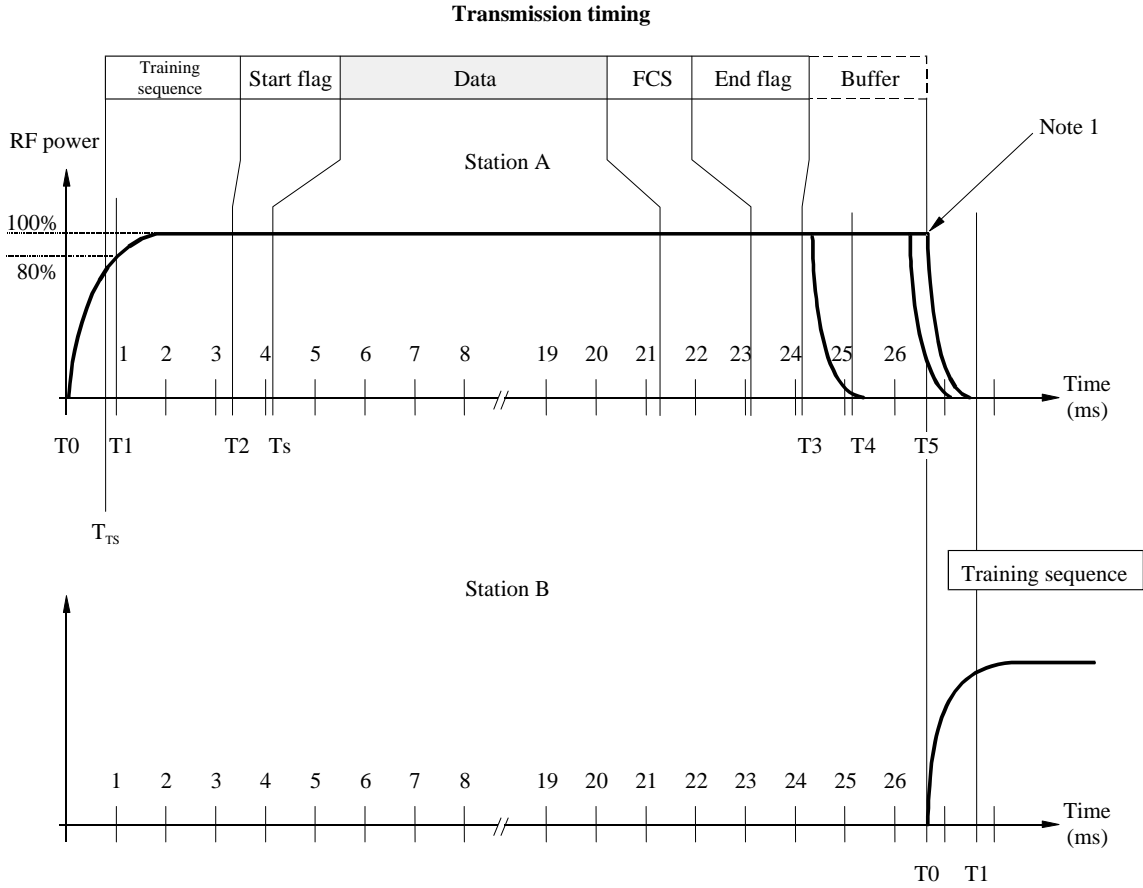 Transmission timing
Training
sequence
Start flag
Data
FCS
End flag
Buffer
RF power
Station A
Note 1
100%
80%
1 2 3 4 5 6 7 8 19 20 21 22 23 24 25 26
Time
(ms)
T0 T1 T2 Ts T3 T4 T5
TTS
Training sequence
Station B
1 2 3 4 5 6 7 8 19 20 21 22 23 24 25 26
Time
(ms)
T0 T1